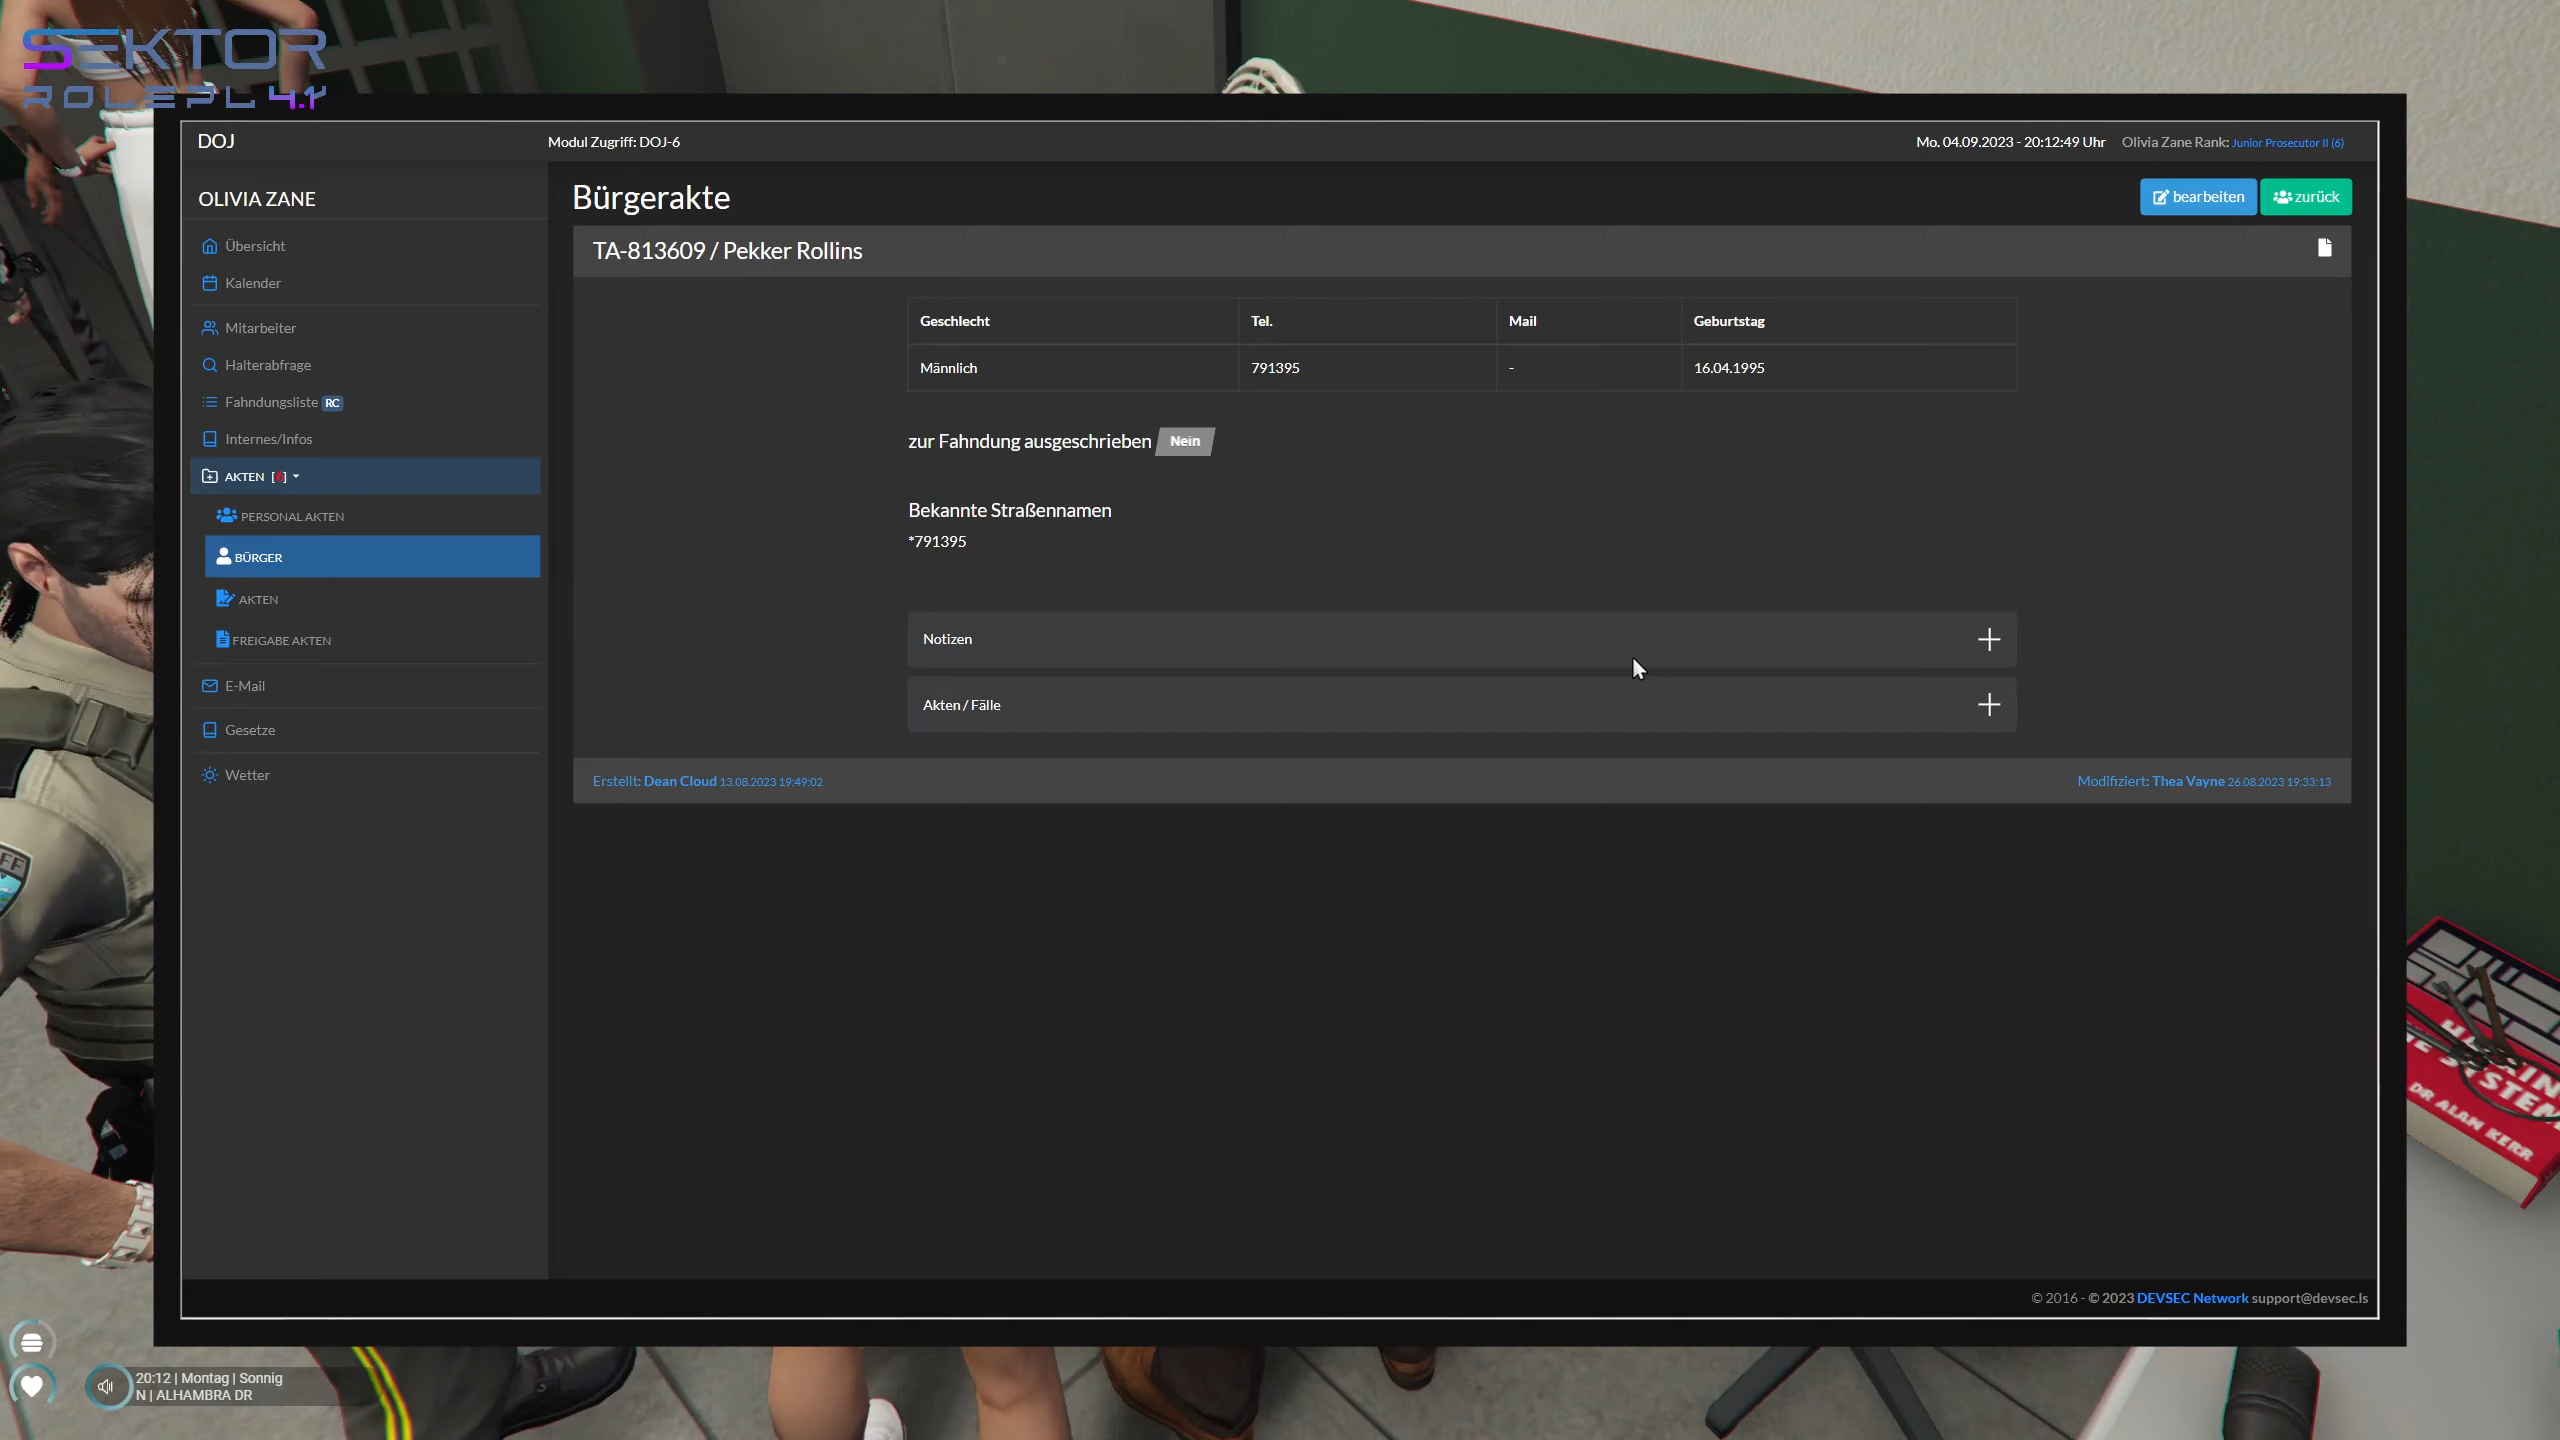 SEKTOR
ROLEPL4.Y
DOJ
Modul Zugriff: DOJ-6
Mo. 04.09.2023 - 20:12:49 Uhr
Olivia Zane Rank: Junior Prosecutor II (6)
OLIVIA ZANE
Übersicht
Kalender
Mitarbeiter
Halterabfrage
Fahndungsliste RC
Internes/Infos
AKTEN
PERSONAL AKTEN
BÜRGER
AKTEN
FREIGABE AKTEN
E-Mail
Gesetze
Wetter
Bürgerakte
bearbeiten
zurück
TA-813609 / Pekker Rollins
Geschlecht Tel. Mail Geburtstag
Männlich 791395 - 16.04.1995
zur Fahndung ausgeschrieben Nein
Bekannte Straßennamen
*791395
Notizen
Akten / Fälle
Erstellt: Dean Cloud 13.08.2023 19:49:02
Modifiziert: Thea Vayne 26.08.2023 19:33:13
© 2016 - © 2023 DEVSEC Network support@devsec.ls
20:12 | Montag | Sonnig
N | ALHAMBRA DR
SYSTEM
DR ALAN KERR